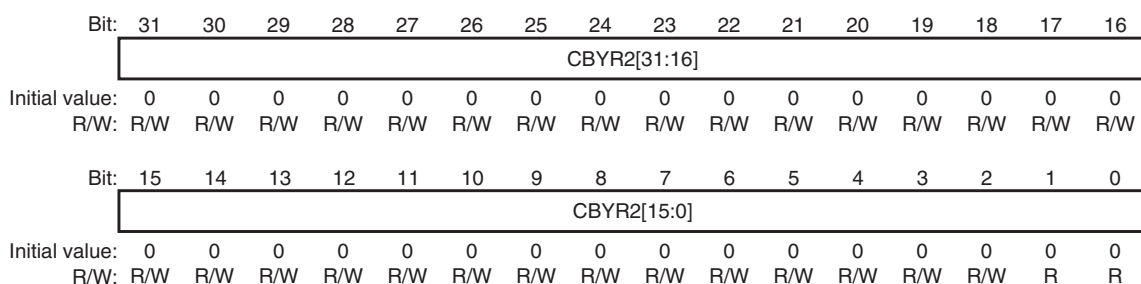 Bit: 31 30 29 28 27 26 25 24 23 22 21 20 19 18 17 16
CBYR2[31:16]
Initial value: 0 0 0 0 0 0 0 0 0 0 0 0 0 0 0 0
R/W: R/W R/W R/W R/W R/W R/W R/W R/W R/W R/W R/W R/W R/W R/W R/W R/W
Bit: 15 14 13 12 11 10 9 8 7 6 5 4 3 2 1 0
CBYR2[15:0]
Initial value: 0 0 0 0 0 0 0 0 0 0 0 0 0 0 0 0
R/W: R/W R/W R/W R/W R/W R/W R/W R/W R/W R/W R/W R/W R/W R/W R R